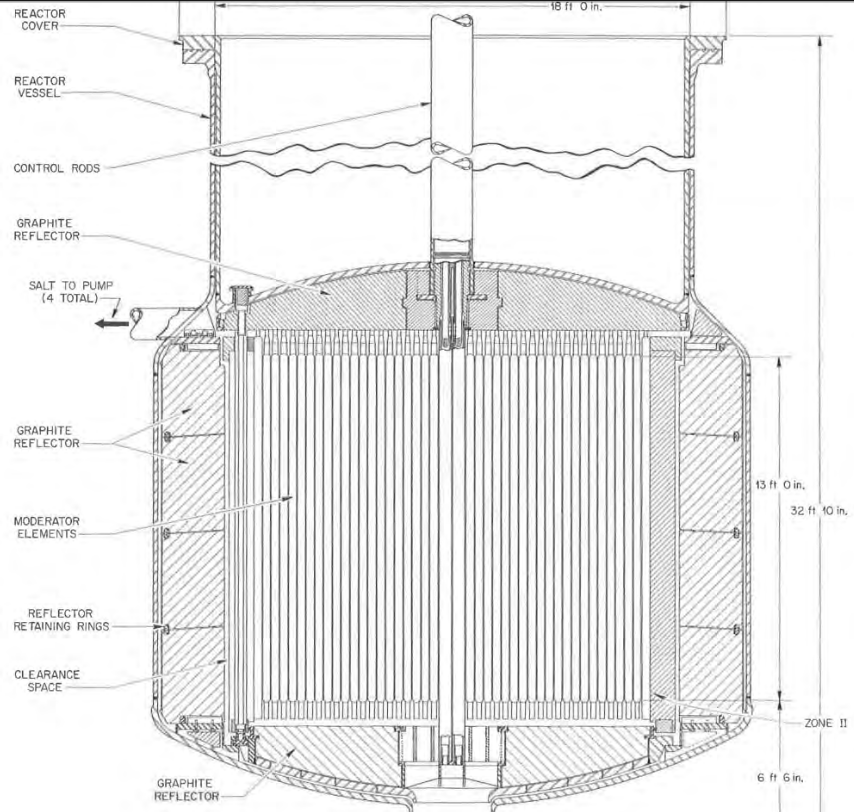 18 ft 0 in.
REACTOR
COVER
REACTOR
VESSEL
CONTROL RODS
GRAPHITE
REFLECTOR
SALT TO PUMP
(4 TOTAL)
GRAPHITE
REFLECTOR
13 ft 0 in.
32 ft 10 in.
MODERATOR
ELEMENTS
REFLECTOR
RETAINING RINGS
CLEARANCE
SPACE
ZONE II
6 ft 6 in.
GRAPHITE
REFLECTOR